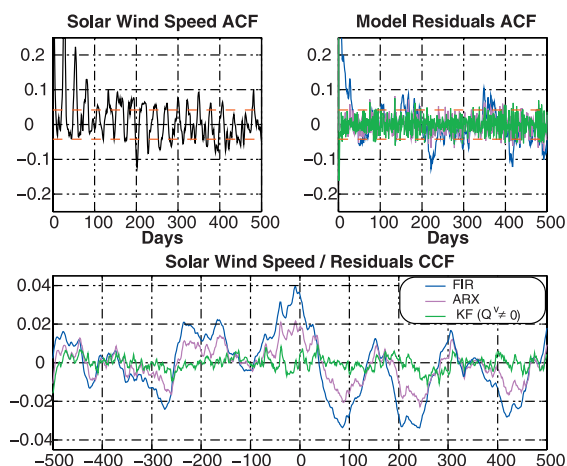 Solar Wind Speed ACF
0.2
0.1
0
−0.1
−0.2
0 100 200 300 400 500
Days
Model Residuals ACF
0.2
0.1
0
−0.1
−0.2
0 100 200 300 400 500
Days
Solar Wind Speed / Residuals CCF
0.04
0.02
0
−0.02
−0.04
−500 −400 −300 −200 −100 0 100 200 300 400 500
FIR
ARX
KF (Qᵛ≠ 0)